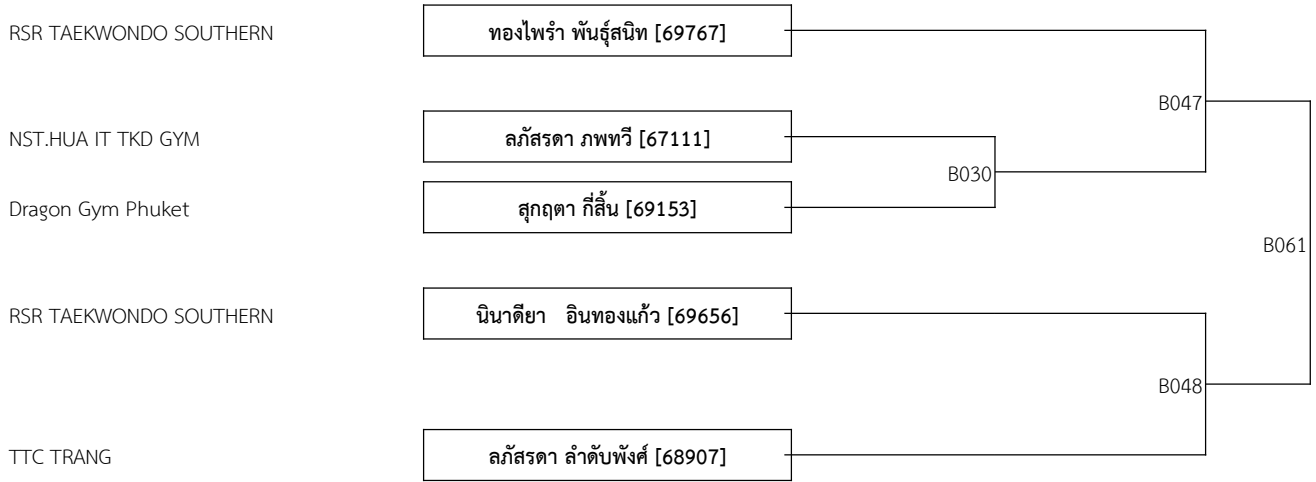 RSR TAEKWONDO SOUTHERN
ทองไพรำ พันธุ์สนิท [69767]
B047
NST.HUA IT TKD GYM
ลภัสรดา ภพทวี [67111]
B030
Dragon Gym Phuket
สุกฤตา กี่สิ้น [69153]
B061
RSR TAEKWONDO SOUTHERN
นินาดียา อินทองแก้ว [69656]
B048
TTC TRANG
ลภัสรดา ลำดับพังศ์ [68907]